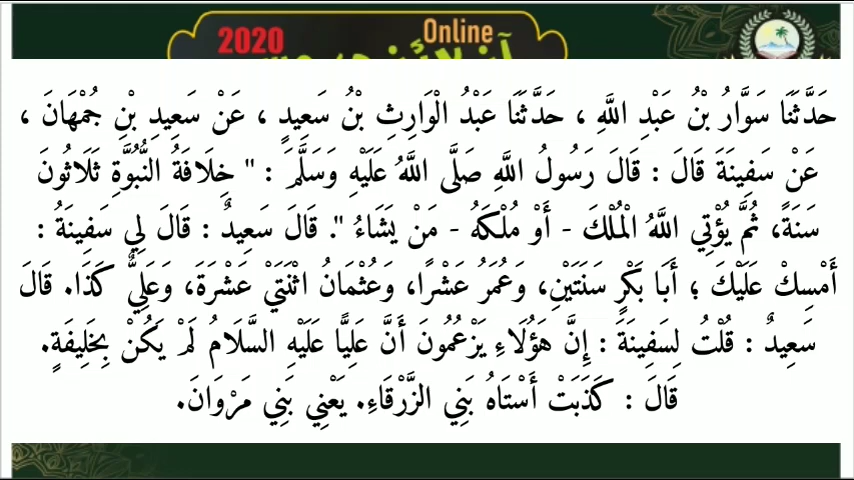 2020 Online
حَدَّثَنَا سَوَّارُ بْنُ عَبْدِ اللَّهِ ، حَدَّثَنَا عَبْدُ الْوَارِثِ بْنُ سَعِيدٍ ، عَنْ سَعِيدِ بْنِ جُمْهَانَ ،
عَنْ سَفِينَةَ قَالَ : قَالَ رَسُولُ اللَّهِ صَلَّى اللَّهُ عَلَيْهِ وَسَلَّمَ : " خِلَافَةُ النُّبُوَّةِ ثَلَاثُونَ
سَنَةً، ثُمَّ يُؤْتِي اللَّهُ الْمُلْكَ - أَوْ مُلْكَهُ - مَنْ يَشَاءُ ". قَالَ سَعِيدٌ : قَالَ لِي سَفِينَةُ :
أَمْسِكْ عَلَيْكَ ؛ أَبَا بَكْرٍ سَنَتَيْنِ، وَعُمَرُ عَشْرًا، وَعُثْمَانُ اثْنَتَيْ عَشْرَةَ، وَعَلِيٌّ كَذَا. قَالَ
سَعِيدٌ : قُلْتُ لِسَفِينَةَ : إِنَّ هَؤُلَاءِ يَزْعُمُونَ أَنَّ عَلِيًّا عَلَيْهِ السَّلَامُ لَمْ يَكُنْ بِخَلِيفَةٍ.
قَالَ : كَذَبَتْ أَسْتَاهُ بَنِي الزَّرْقَاءِ. يَعْنِي بَنِي مَرْوَانَ.